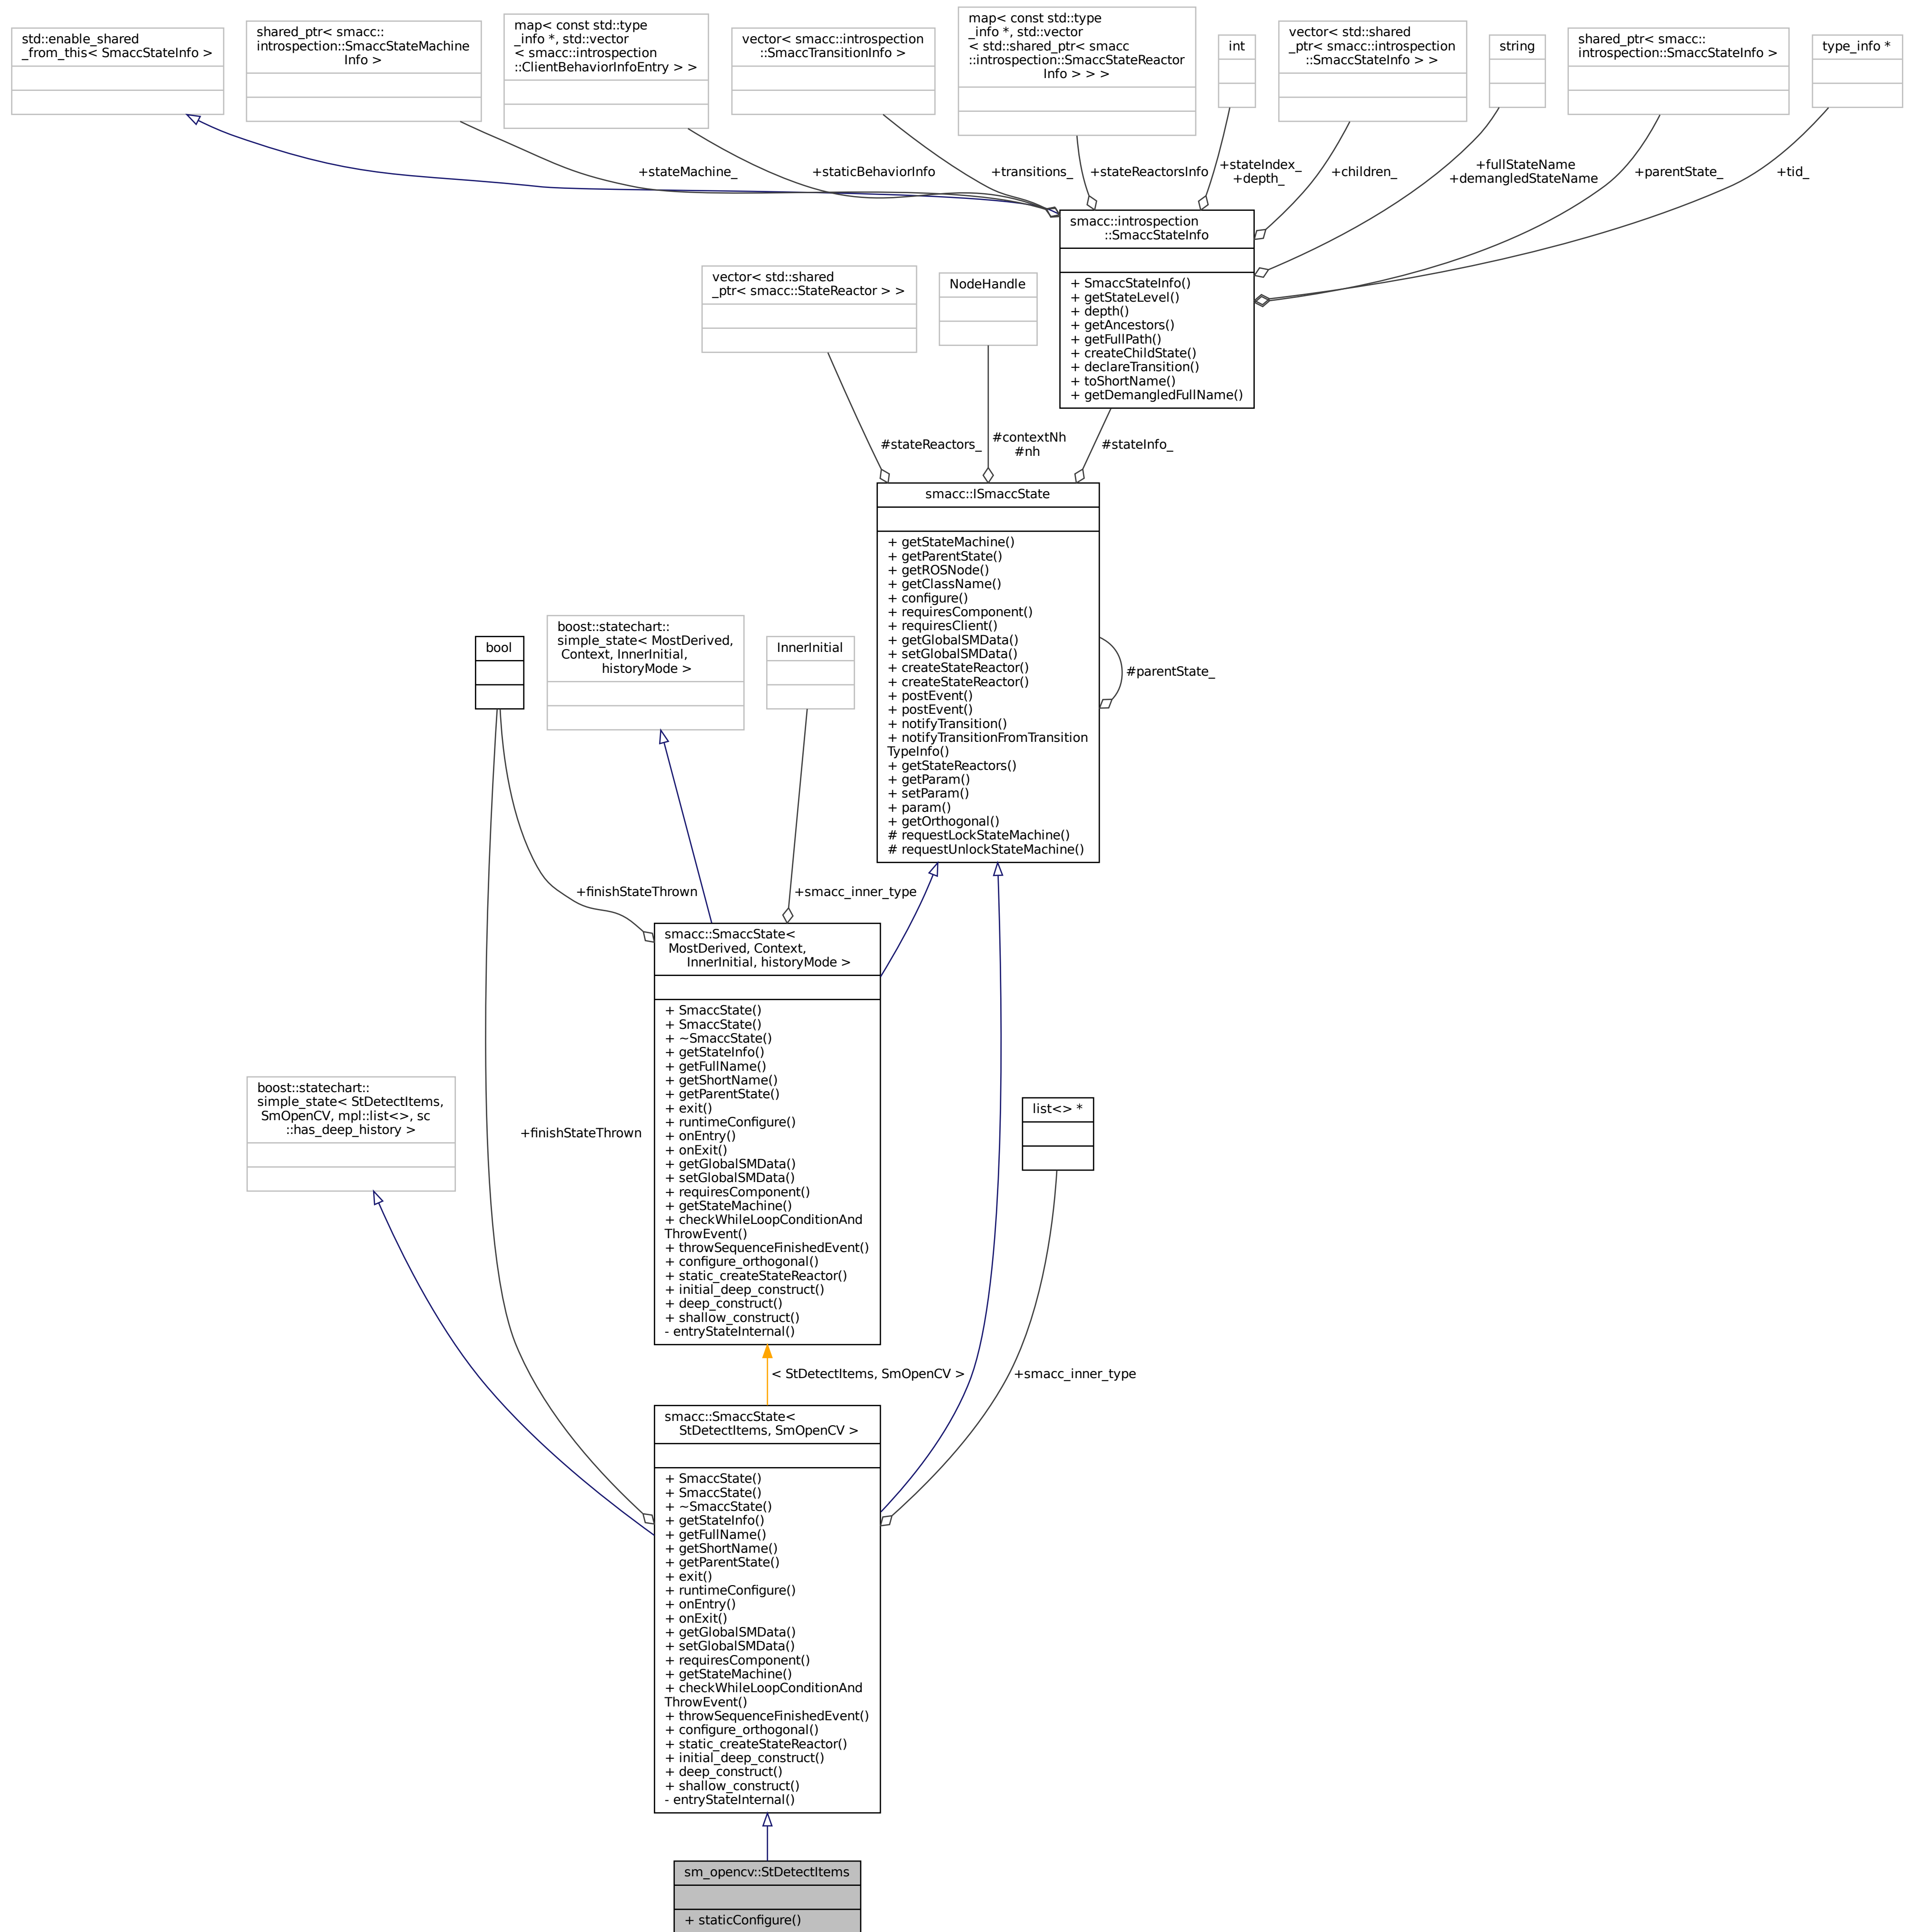 std::enable_shared
_from_this< SmaccStateInfo >
shared_ptr< smacc::
introspection::SmaccStateMachine
Info >
map< const std::type
_info *, std::vector
< smacc::introspection
::ClientBehaviorInfoEntry > >
vector< smacc::introspection
::SmaccTransitionInfo >
map< const std::type
_info *, std::vector
< std::shared_ptr< smacc
::introspection::SmaccStateReactor
Info > > >
int
vector< std::shared
_ptr< smacc::introspection
::SmaccStateInfo > >
string
shared_ptr< smacc::
introspection::SmaccStateInfo >
type_info *
+stateMachine_
+staticBehaviorInfo
+transitions_
+stateReactorsInfo
+stateIndex_
+depth_
+children_
+fullStateName
+demangledStateName
+parentState_
+tid_
smacc::introspection
::SmaccStateInfo
+ SmaccStateInfo()
+ getStateLevel()
+ depth()
+ getAncestors()
+ getFullPath()
+ createChildState()
+ declareTransition()
+ toShortName()
+ getDemangledFullName()
vector< std::shared
_ptr< smacc::StateReactor > >
NodeHandle
#stateReactors_
#contextNh
#nh
#stateInfo_
smacc::ISmaccState
+ getStateMachine()
+ getParentState()
+ getROSNode()
+ getClassName()
+ configure()
+ requiresComponent()
+ requiresClient()
+ getGlobalSMData()
+ setGlobalSMData()
+ createStateReactor()
+ createStateReactor()
+ postEvent()
+ postEvent()
+ notifyTransition()
+ notifyTransitionFromTransition
TypeInfo()
+ getStateReactors()
+ getParam()
+ setParam()
+ param()
+ getOrthogonal()
# requestLockStateMachine()
# requestUnlockStateMachine()
#parentState_
bool
boost::statechart::
simple_state< MostDerived,
Context, InnerInitial,
historyMode >
InnerInitial
+finishStateThrown
+smacc_inner_type
smacc::SmaccState<
MostDerived, Context,
InnerInitial, historyMode >
+ SmaccState()
+ SmaccState()
+ ~SmaccState()
+ getStateInfo()
+ getFullName()
+ getShortName()
+ getParentState()
+ exit()
+ runtimeConfigure()
+ onEntry()
+ onExit()
+ getGlobalSMData()
+ setGlobalSMData()
+ requiresComponent()
+ getStateMachine()
+ checkWhileLoopConditionAnd
ThrowEvent()
+ throwSequenceFinishedEvent()
+ configure_orthogonal()
+ static_createStateReactor()
+ initial_deep_construct()
+ deep_construct()
+ shallow_construct()
- entryStateInternal()
boost::statechart::
simple_state< StDetectItems,
SmOpenCV, mpl::list<>, sc
::has_deep_history >
+finishStateThrown
list<> *
< StDetectItems, SmOpenCV >
+smacc_inner_type
smacc::SmaccState<
StDetectItems, SmOpenCV >
+ SmaccState()
+ SmaccState()
+ ~SmaccState()
+ getStateInfo()
+ getFullName()
+ getShortName()
+ getParentState()
+ exit()
+ runtimeConfigure()
+ onEntry()
+ onExit()
+ getGlobalSMData()
+ setGlobalSMData()
+ requiresComponent()
+ getStateMachine()
+ checkWhileLoopConditionAnd
ThrowEvent()
+ throwSequenceFinishedEvent()
+ configure_orthogonal()
+ static_createStateReactor()
+ initial_deep_construct()
+ deep_construct()
+ shallow_construct()
- entryStateInternal()
sm_opencv::StDetectItems
+ staticConfigure()